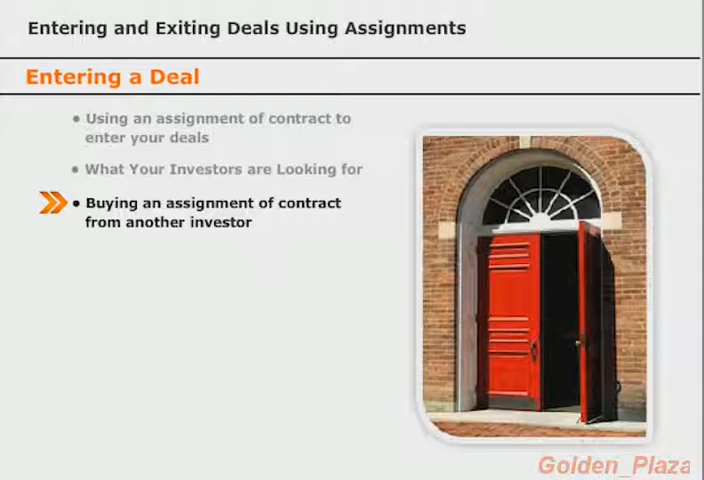 Entering and Exiting Deals Using Assignments
Entering a Deal
• Using an assignment of contract to
enter your deals
• What Your Investors are Looking for
• Buying an assignment of contract
from another investor
Golden_Plaza